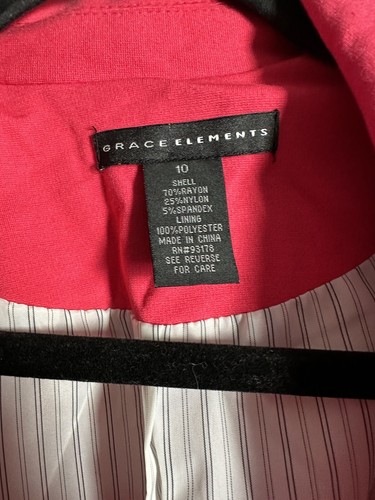 GRACE ELEMENTS
10
SHELL
70%RAYON
25%NYLON
5%SPANDEX
LINING
100%POLYESTER
MADE IN CHINA
RN#93178
SEE REVERSE
FOR CARE